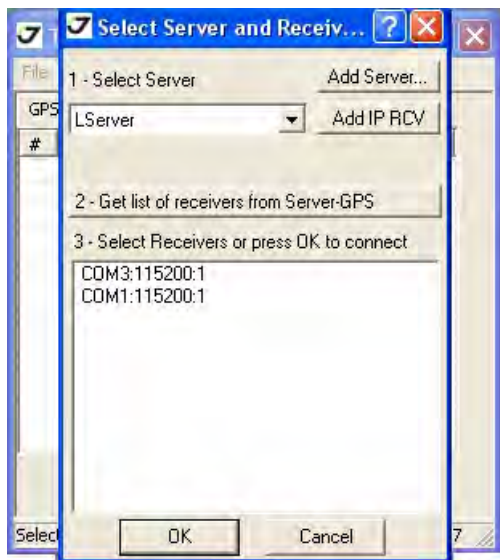 Select Server and Receiv...
File
1 - Select Server
Add Server...
GPS
LServer
Add IP RCV
#
2 - Get list of receivers from Server-GPS
3 - Select Receivers or press OK to connect
COM3:115200:1
COM1:115200:1
Selec
OK
Cancel
7